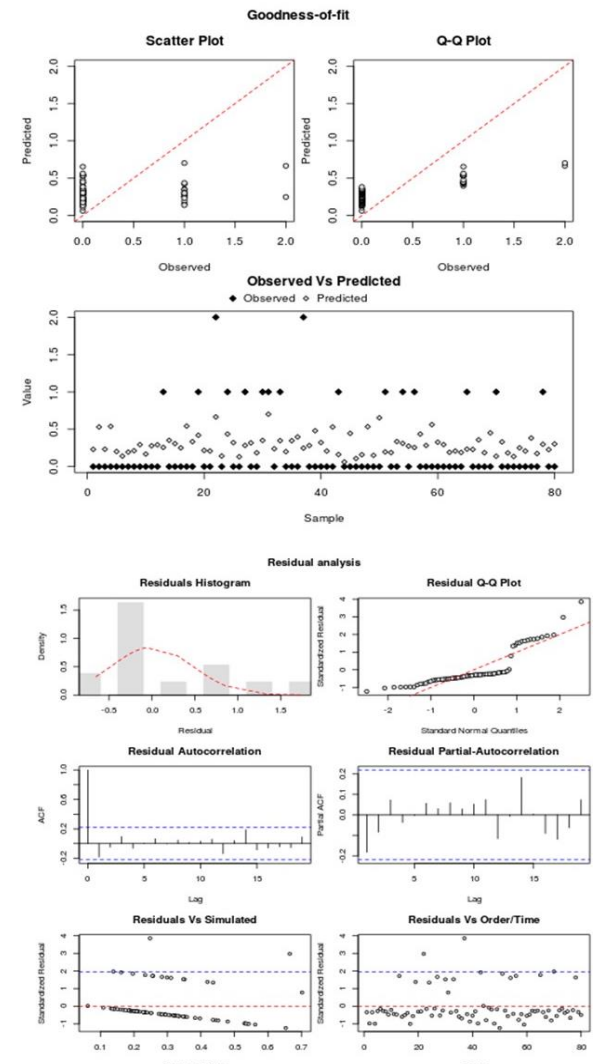 Goodness-of-fit
Scatter Plot
Q-Q Plot
Predicted
0.0 0.5 1.0 1.5 2.0
0.0 0.5 1.0 1.5 2.0
Observed
Predicted
0.0 0.5 1.0 1.5 2.0
0.0 0.5 1.0 1.5 2.0
Observed
Observed Vs Predicted
Observed Predicted
Value
0.0 0.5 1.0 1.5 2.0
0 20 40 60 80
Sample
Residual analysis
Residuals Histogram
Residual Q-Q Plot
Density
0.0 0.5 1.0 1.5
-0.5 0.0 0.5 1.0 1.5
Residual
Standardized Residual
-1 0 1 2 3 4
-2 -1 0 1 2
Standard Normal Quantiles
Residual Autocorrelation
Residual Partial-Autocorrelation
ACF
-0.2 0.2 0.6 1.0
0 5 10 15
Lag
Partial ACF
-0.2 0.0 0.1 0.2
5 10 15
Lag
Residuals Vs Simulated
Residuals Vs Order/Time
Standardized Residual
-1 0 1 2 3 4
0.1 0.2 0.3 0.4 0.5 0.6 0.7
Standardized Residual
-1 0 1 2 3 4
0 20 40 60 80